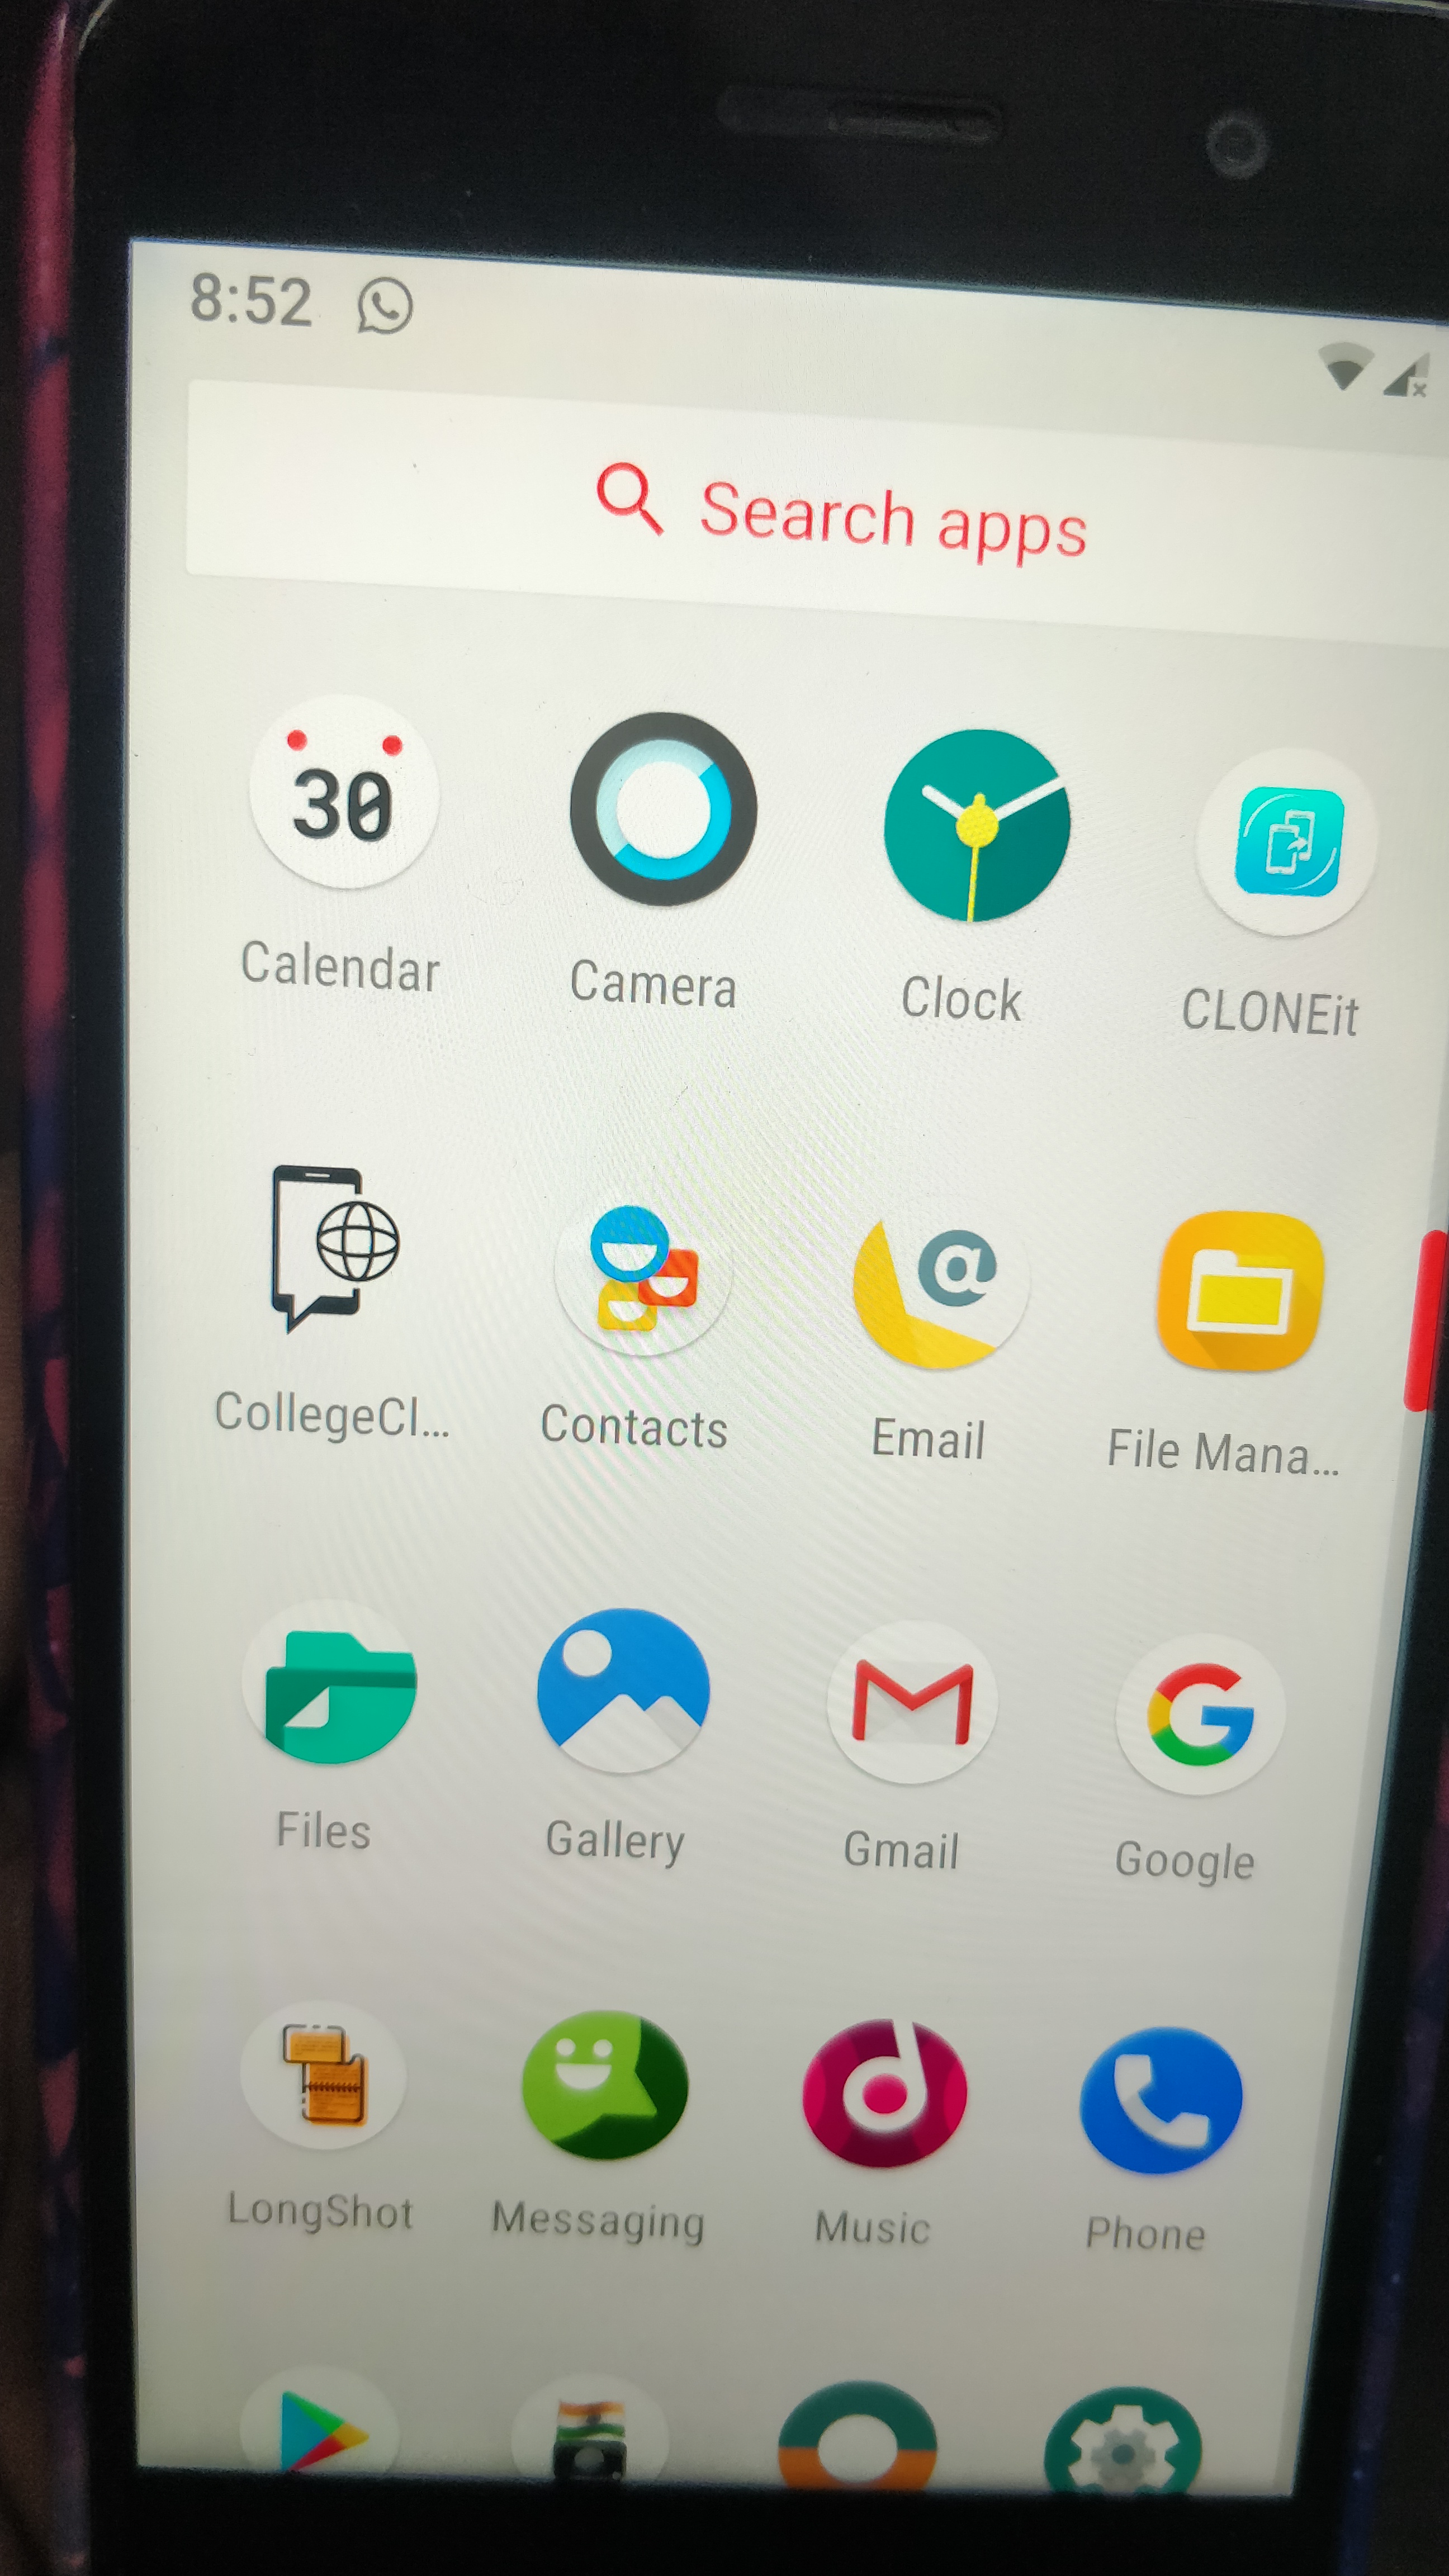 8:52
Search apps
30
Calendar Camera Clock CLONEit
@
CollegeCl... Contacts Email File Mana...
G
Files Gallery Gmail Google
LongShot Messaging Music Phone